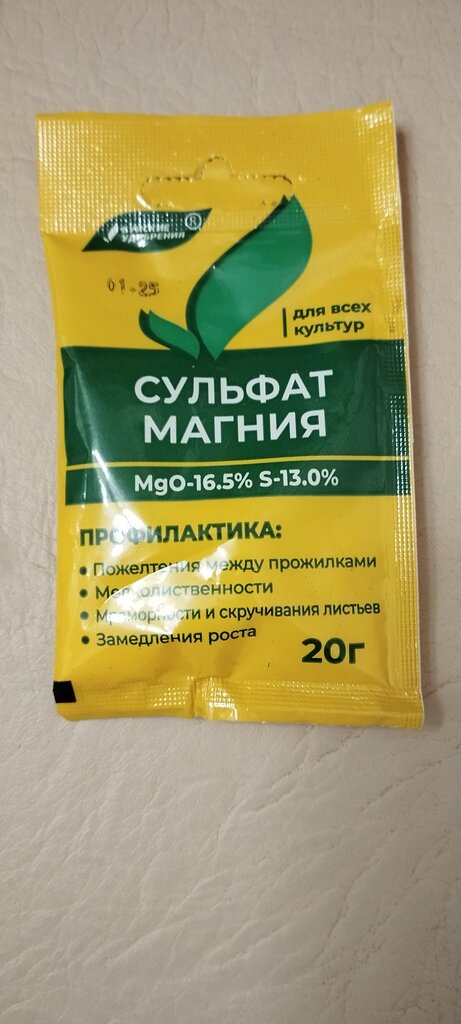 УДОБРЕНИЯ ®
01-25
для всех
культур
СУЛЬФАТ
МАГНИЯ
MgO-16.5% S-13.0%
ПРОФИЛАКТИКА:
• Пожелтения между прожилками
• Мелколиственности
• Мраморности и скручивания листьев
• Замедления роста
20г